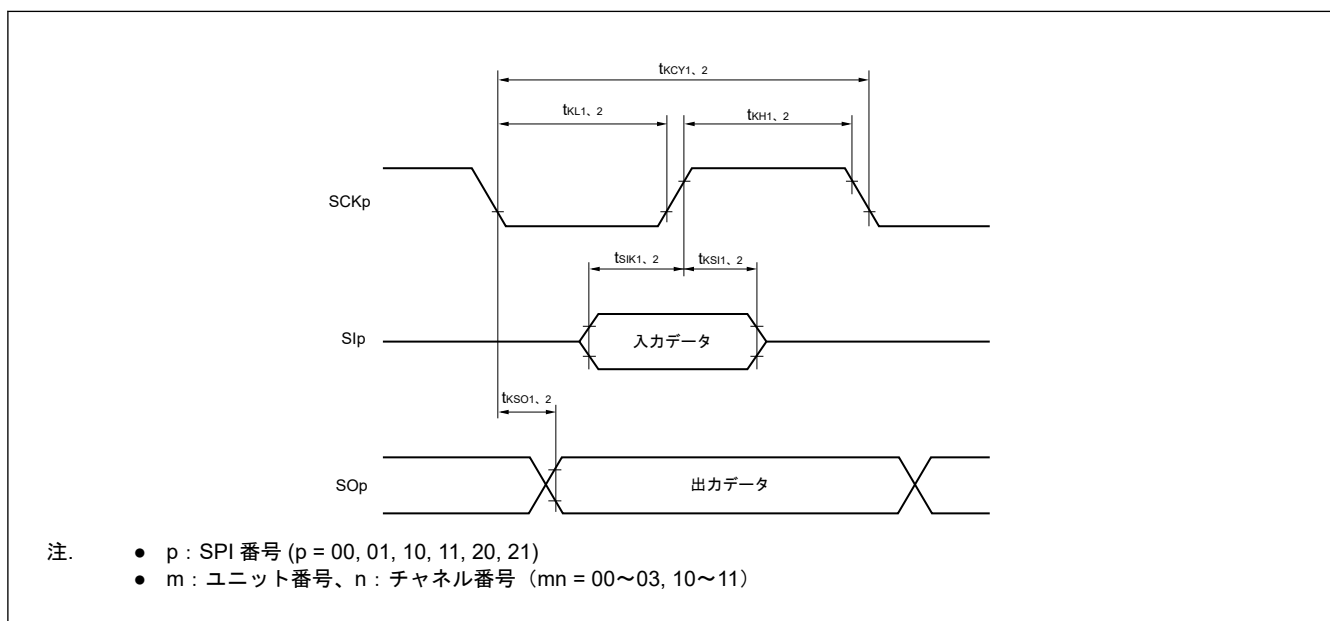 tKCY1、2
tKL1、2
tKH1、2
SCKp
tSIK1、2
tKSI1、2
SIp
入力データ
tKSO1、2
SOp
出力データ
注.
● p：SPI 番号 (p = 00, 01, 10, 11, 20, 21)
● m：ユニット番号、n：チャネル番号（mn = 00～03, 10～11）